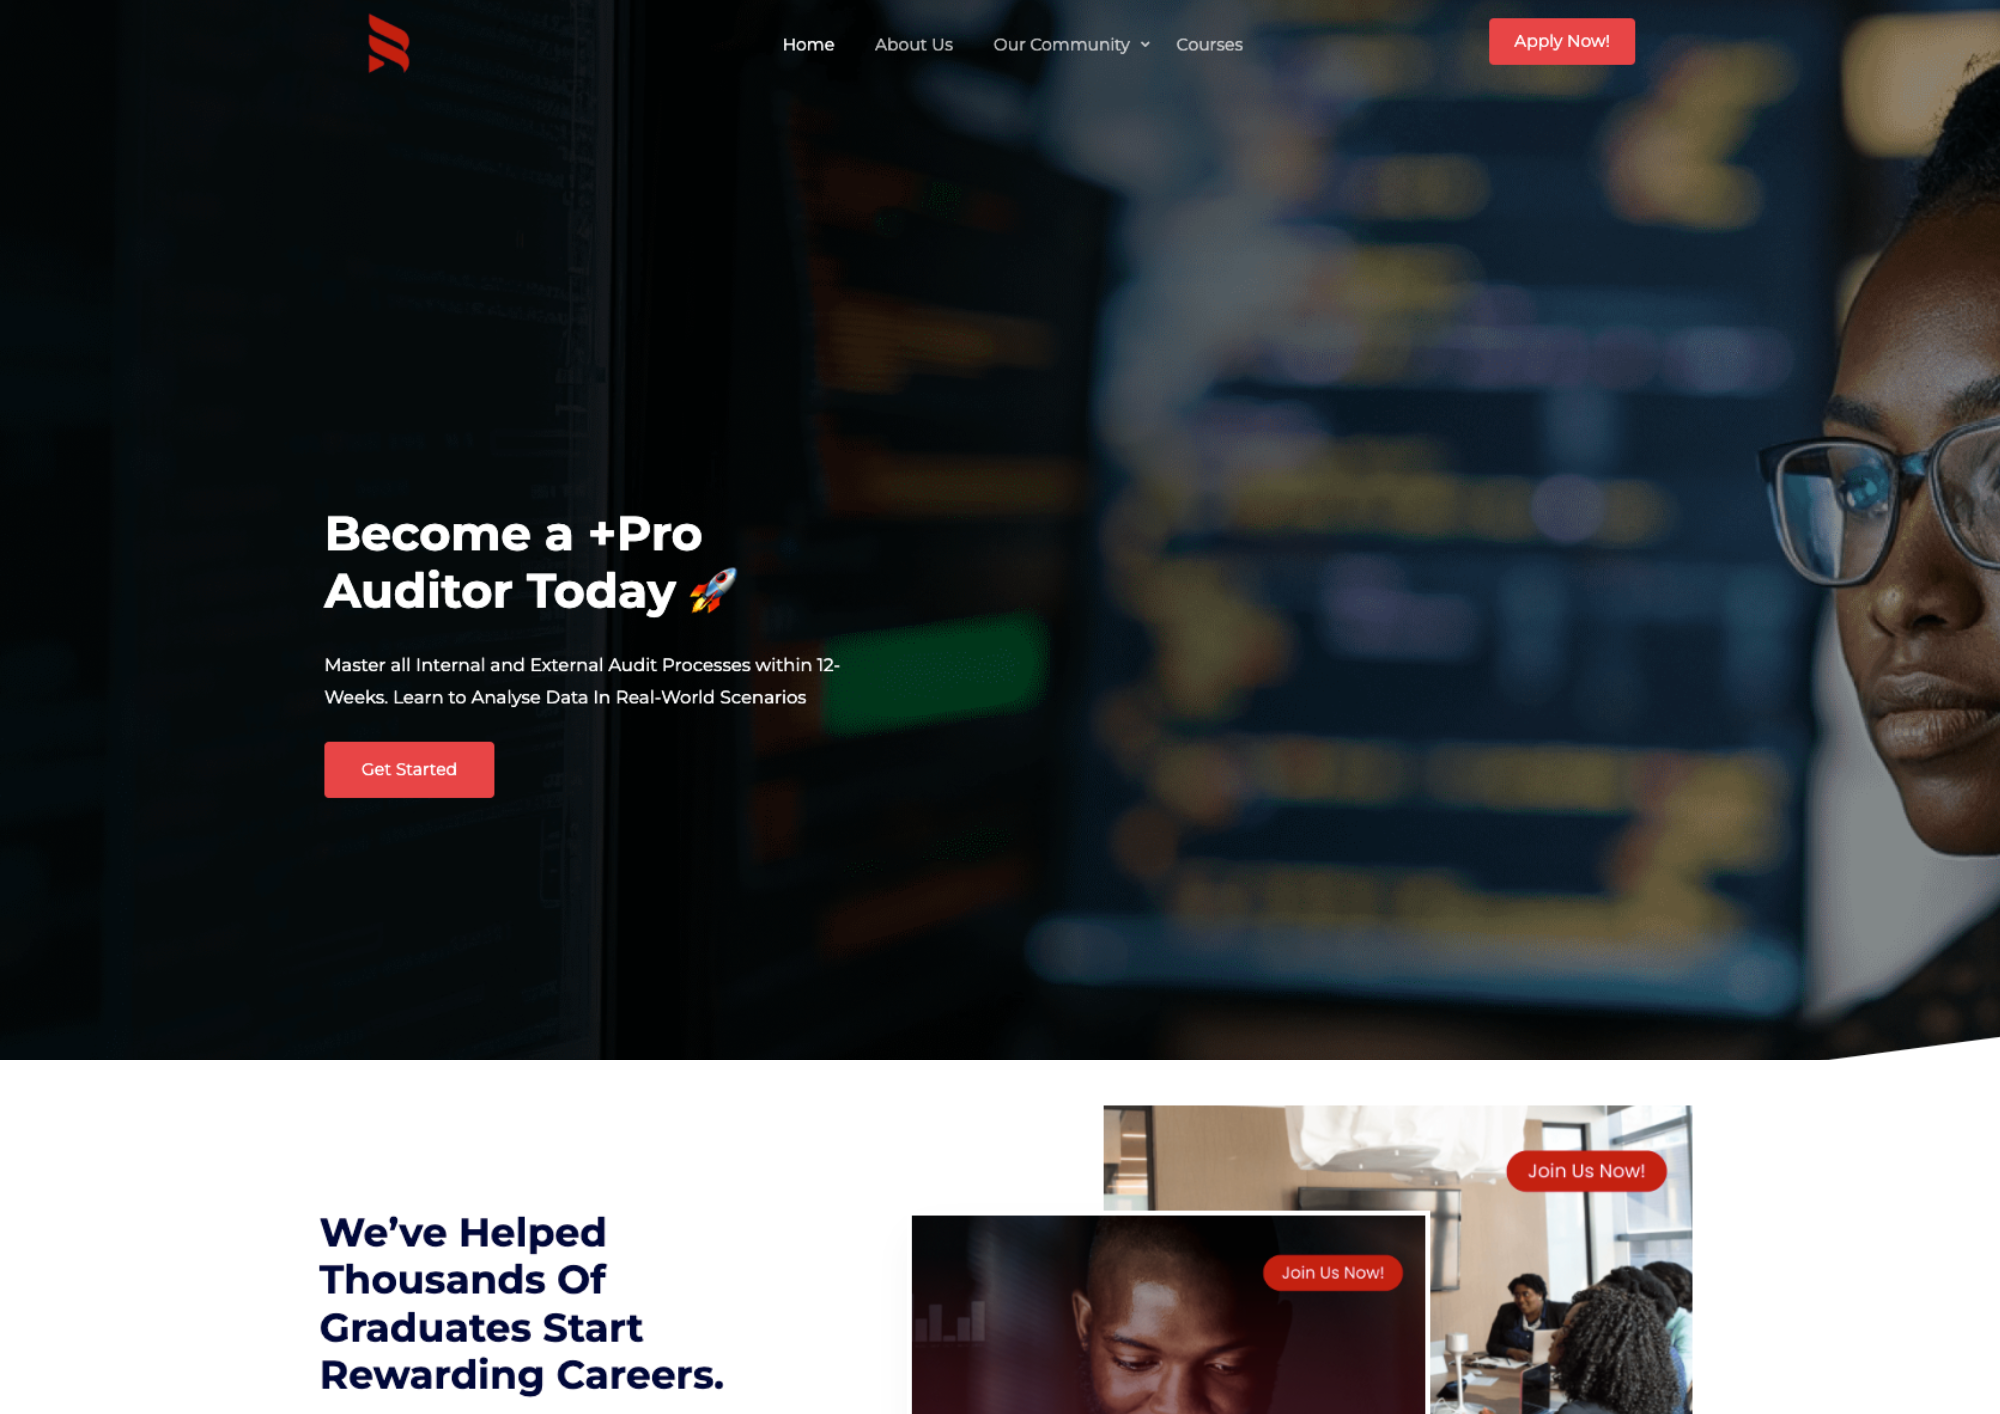 Home About Us Our Community Courses Apply Now!
Become a +Pro
Auditor Today 🚀
Master all Internal and External Audit Processes within 12-
Weeks. Learn to Analyse Data In Real-World Scenarios
Get Started
Join Us Now!
We’ve Helped
Thousands Of
Graduates Start
Rewarding Careers.
Join Us Now!